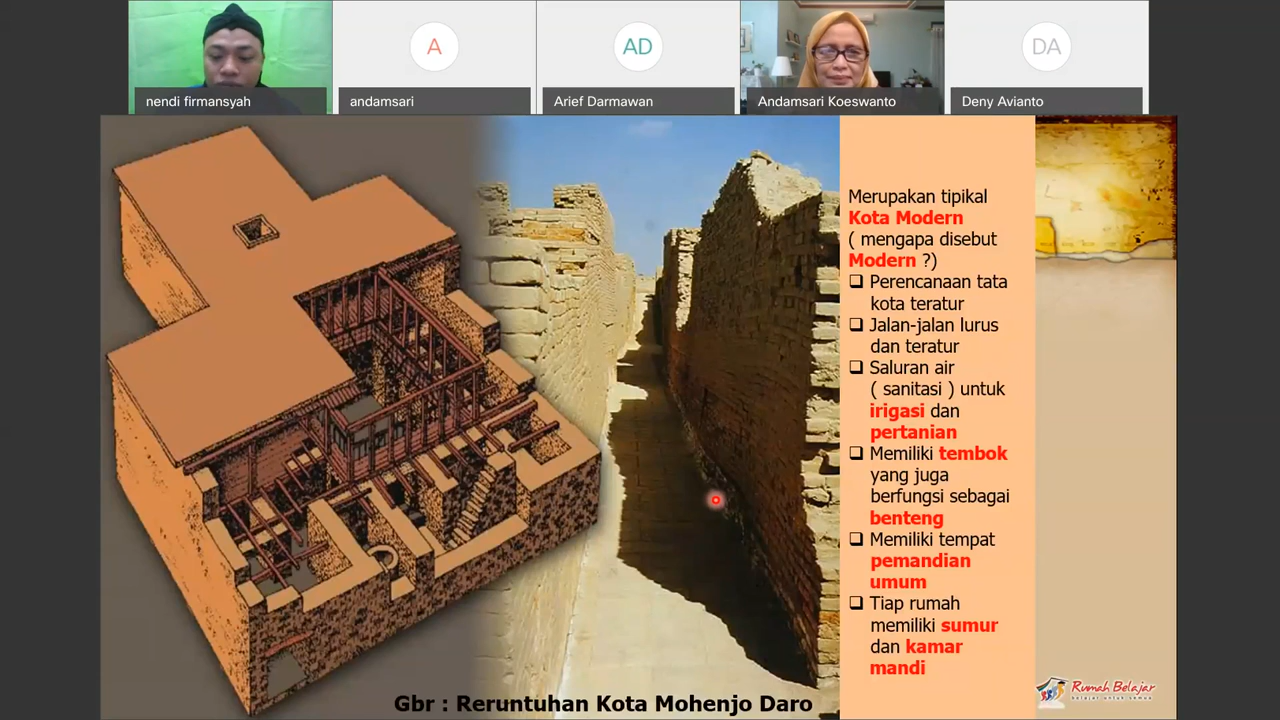 A
AD
DA
nendi firmansyah
andamsari
Arief Darmawan
Andamsari Koeswanto
Deny Avianto
Merupakan tipikal
Kota Modern
( mengapa disebut
Modern ?)
Perencanaan tata
kota teratur
Jalan-jalan lurus
dan teratur
Saluran air
( sanitasi ) untuk
irigasi dan
pertanian
Memiliki tembok
yang juga
berfungsi sebagai
benteng
Memiliki tempat
pemandian
umum
Tiap rumah
memiliki sumur
dan kamar
mandi
Gbr : Reruntuhan Kota Mohenjo Daro
Rumah Belajar
belajar untuk semua